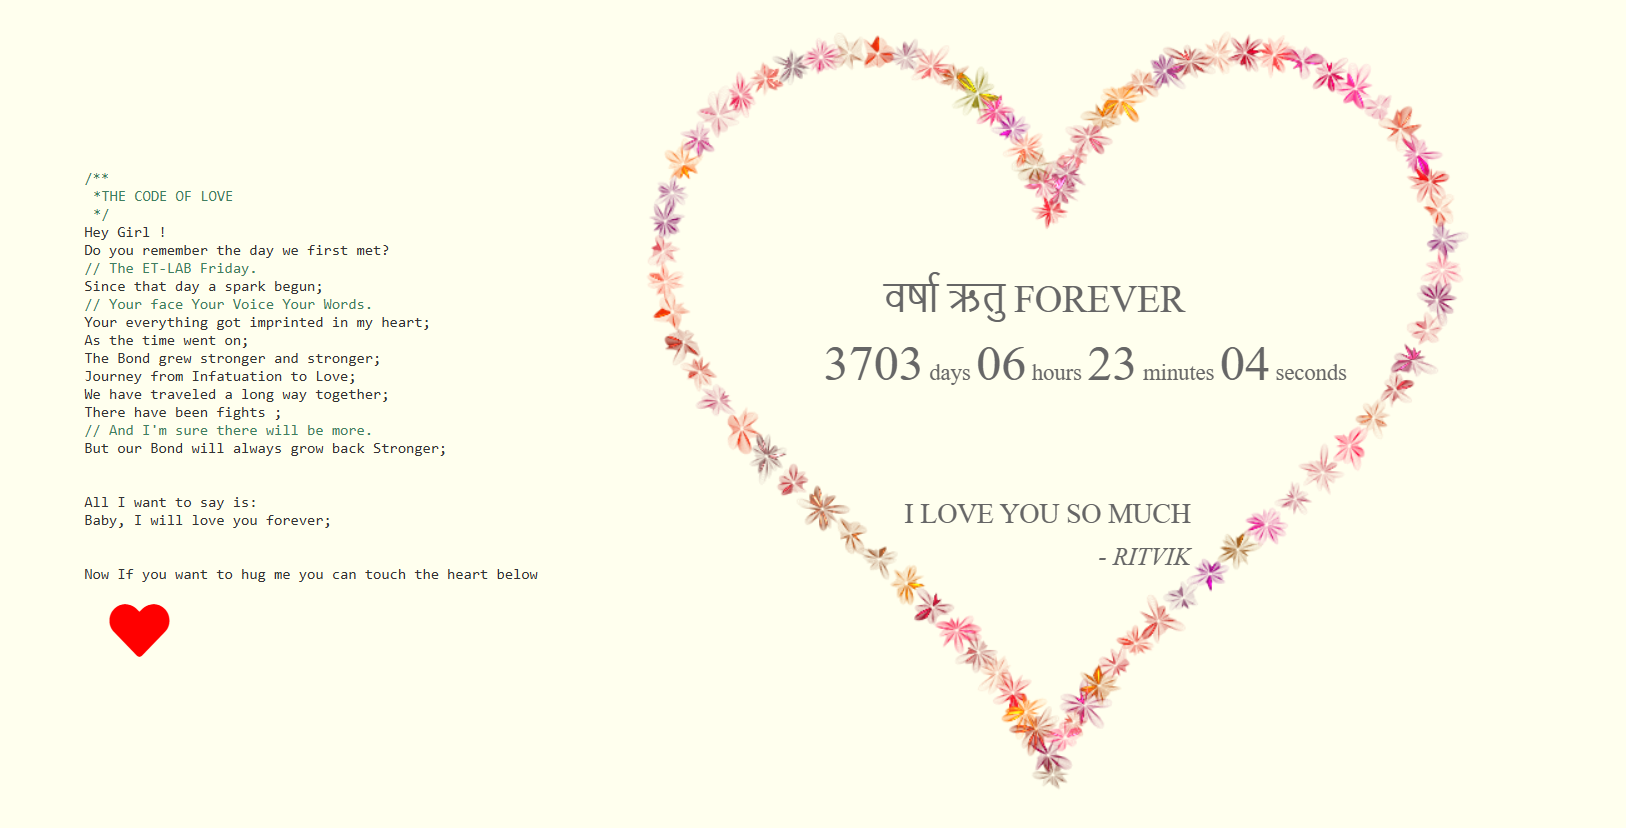 /**
*THE CODE OF LOVE
*/
Hey Girl !
Do you remember the day we first met?
// The ET-LAB Friday.
Since that day a spark begun;
// Your face Your Voice Your Words.
Your everything got imprinted in my heart;
As the time went on;
The Bond grew stronger and stronger;
Journey from Infatuation to Love;
We have traveled a long way together;
There have been fights ;
// And I'm sure there will be more.
But our Bond will always grow back Stronger;
All I want to say is:
Baby, I will love you forever;
Now If you want to hug me you can touch the heart below
वर्षा ऋतु FOREVER
3703 days 06 hours 23 minutes 04 seconds
I LOVE YOU SO MUCH
- RITVIK